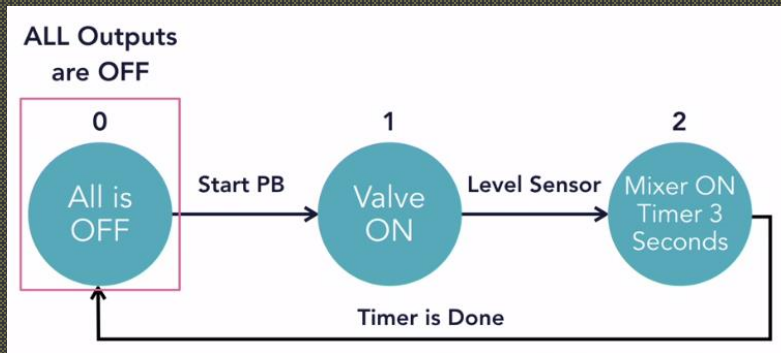 ALL Outputs
are OFF
0
1
2
All is
OFF
Start PB
Valve
ON
Level Sensor
Mixer ON
Timer 3
Seconds
Timer is Done